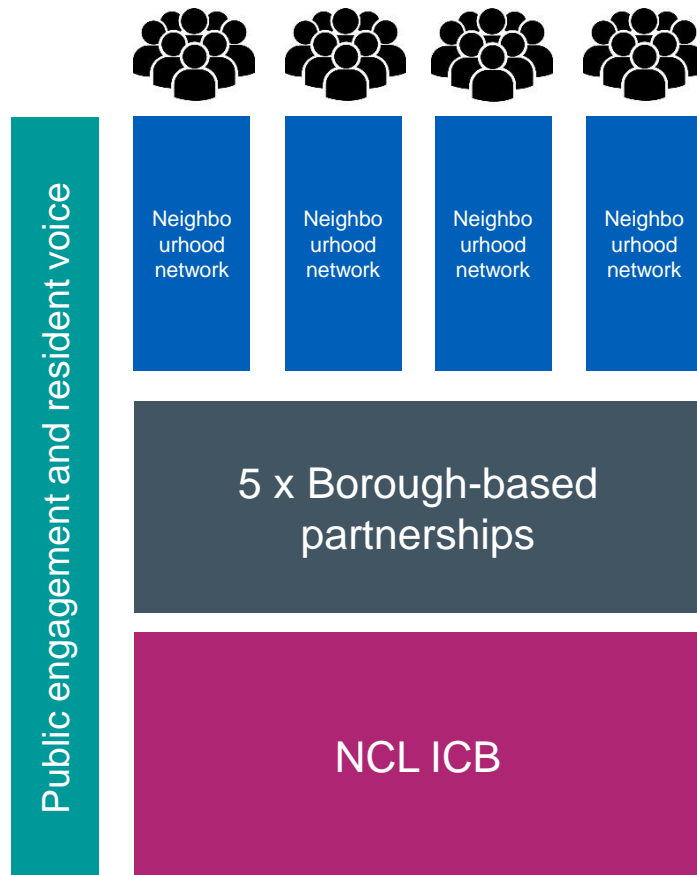 Public engagement and resident voice
Neighbo
urhood
network
Neighbo
urhood
network
Neighbo
urhood
network
Neighbo
urhood
network
5 x Borough-based
partnerships
NCL ICB